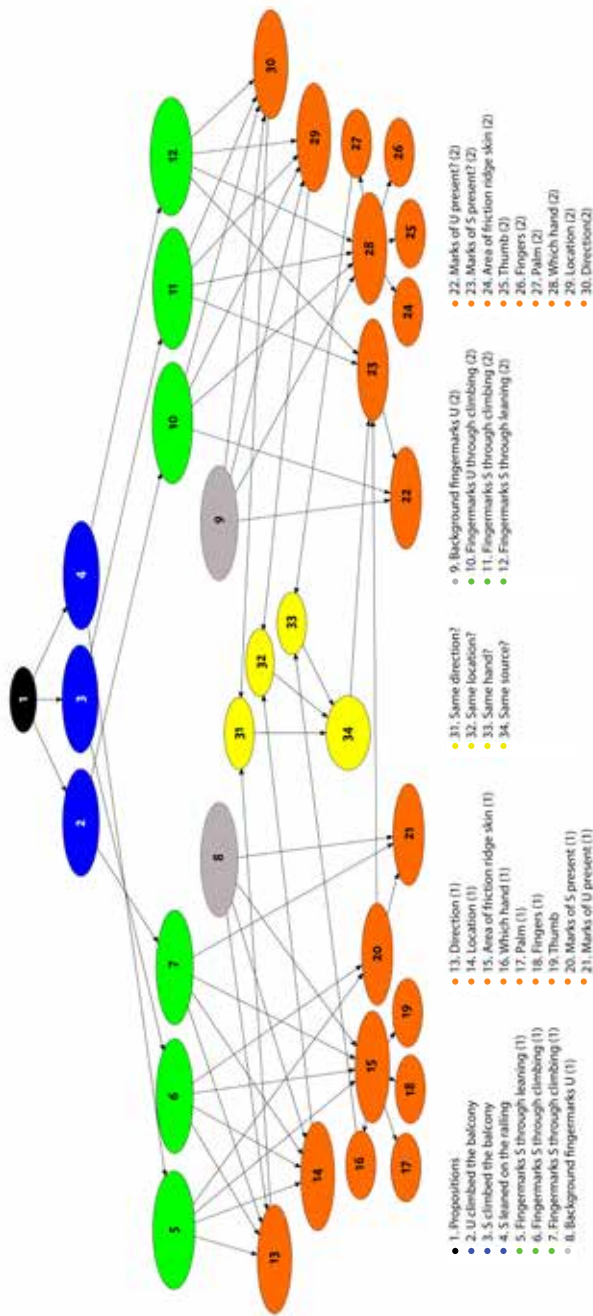 1
2
3
4
5
6
7
8
9
10
11
12
13
14
15
16
17
18
19
20
21
22
23
24
25
26
27
28
29
30
31
32
33
34
1. Propositions
2. U climbed the balcony
3. S climbed the balcony
4. S leaned on the railing
5. Fingermarks S through leaning (1)
6. Fingermarks S through climbing (1)
7. Fingermarks S through climbing (1)
8. Background fingermarks U (1)
13. Direction (1)
14. Location (1)
15. Area of friction ridge skin (1)
16. Which hand (1)
17. Palm (1)
18. Fingers (1)
19. Thumb
20. Marks of S present (1)
21. Marks of U present (1)
31. Same direction?
32. Same location?
33. Same hand?
34. Same source?
9. Background fingermarks U (2)
10. Fingermarks U through climbing (2)
11. Fingermarks S through climbing (2)
12. Fingermarks S through leaning (2)
22. Marks of U present? (2)
23. Marks of S present? (2)
24. Area of friction ridge skin (2)
25. Thumb (2)
26. Fingers (2)
27. Palm (2)
28. Which hand (2)
29. Location (2)
30. Direction(2)